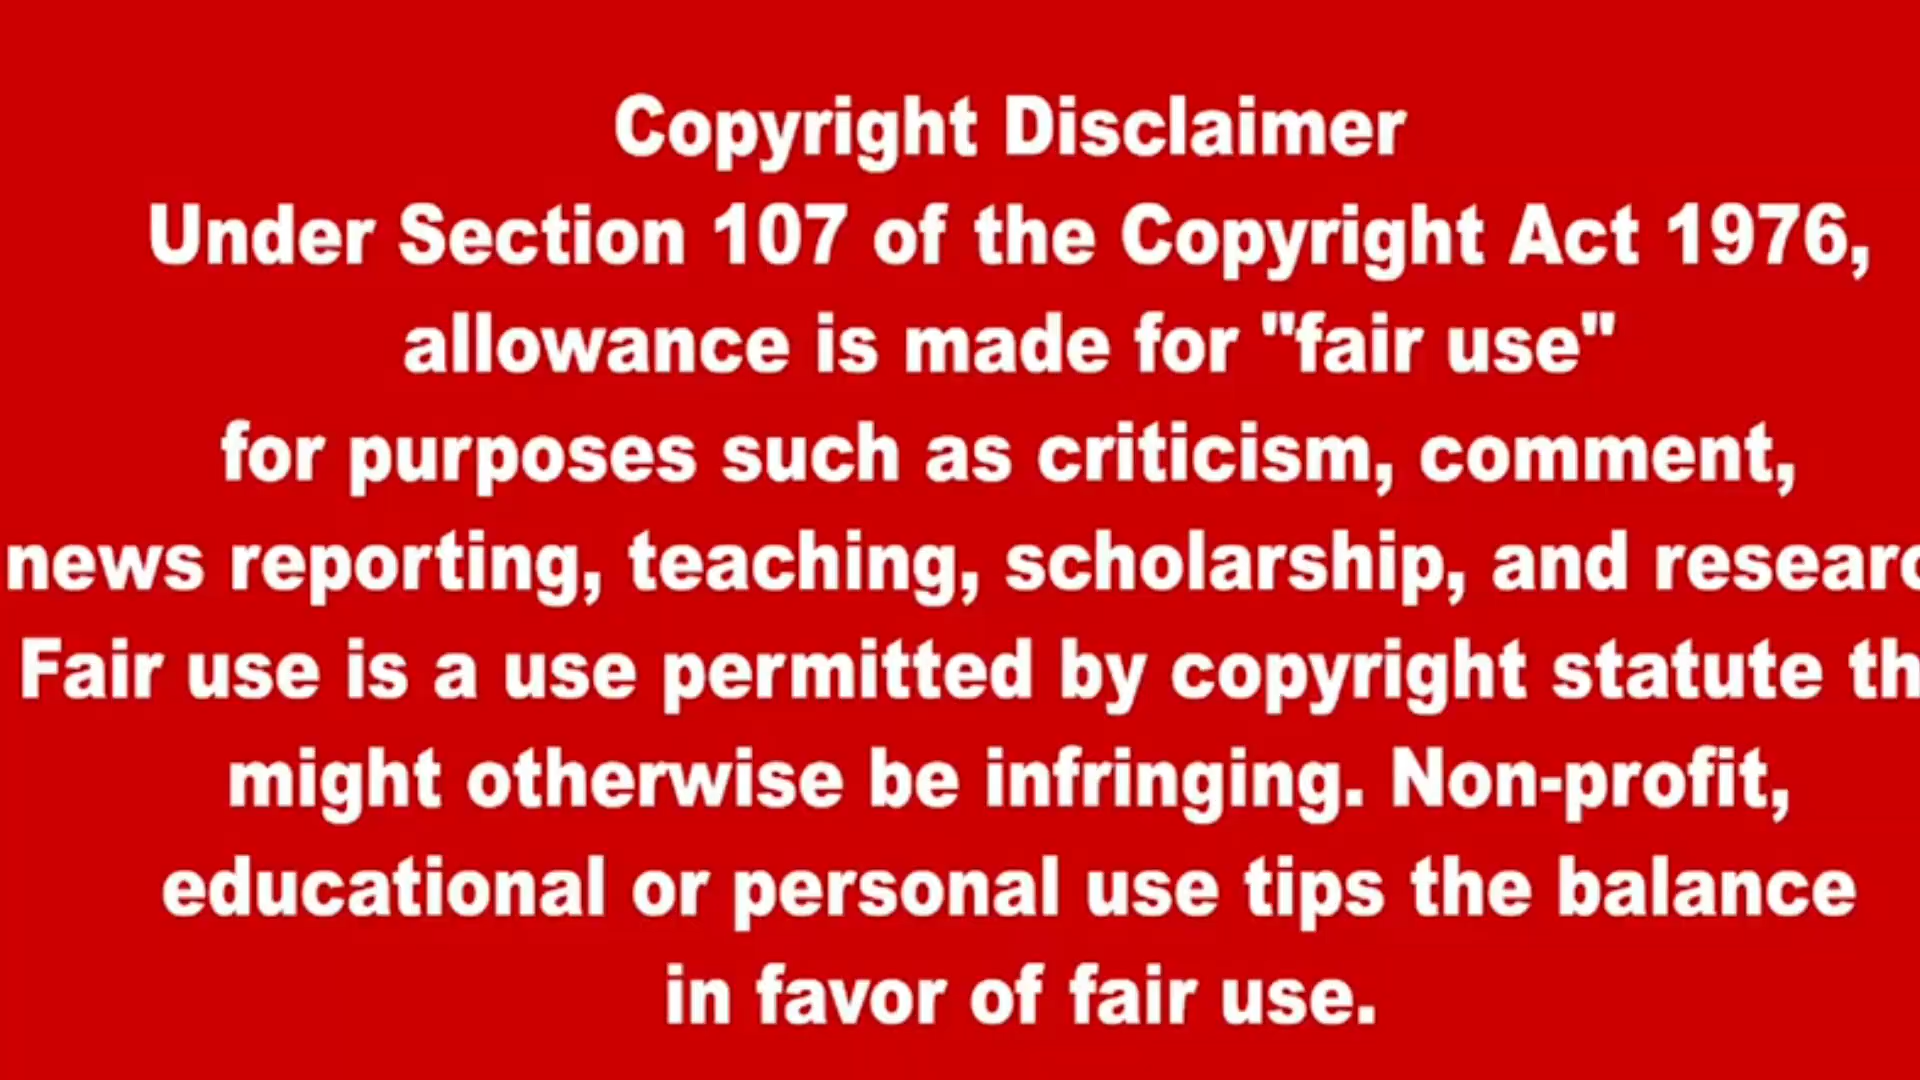 Copyright Disclaimer
Under Section 107 of the Copyright Act 1976,
allowance is made for "fair use"
for purposes such as criticism, comment,
news reporting, teaching, scholarship, and researc
Fair use is a use permitted by copyright statute th
might otherwise be infringing. Non-profit,
educational or personal use tips the balance
in favor of fair use.